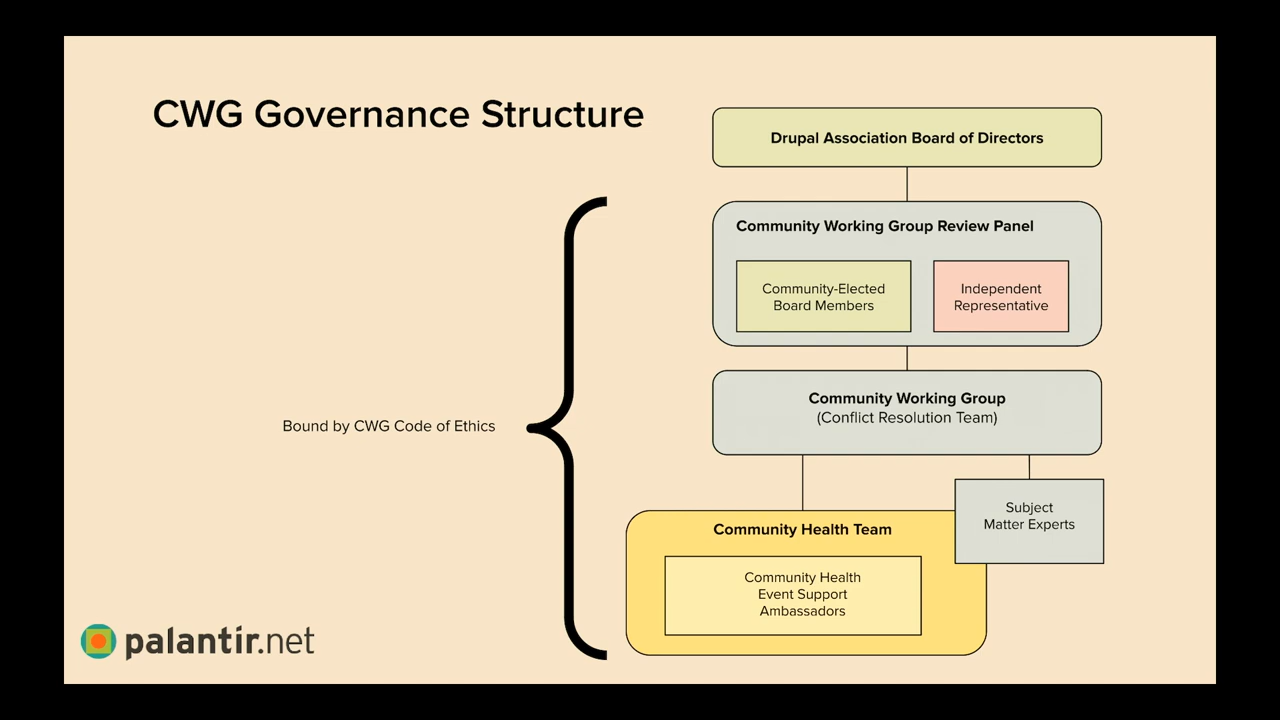 CWG Governance Structure
Drupal Association Board of Directors
Community Working Group Review Panel
Community-Elected
Board Members
Independent
Representative
Community Working Group
(Conflict Resolution Team)
Bound by CWG Code of Ethics
Subject
Matter Experts
Community Health Team
Community Health
Event Support
Ambassadors
palantir.net